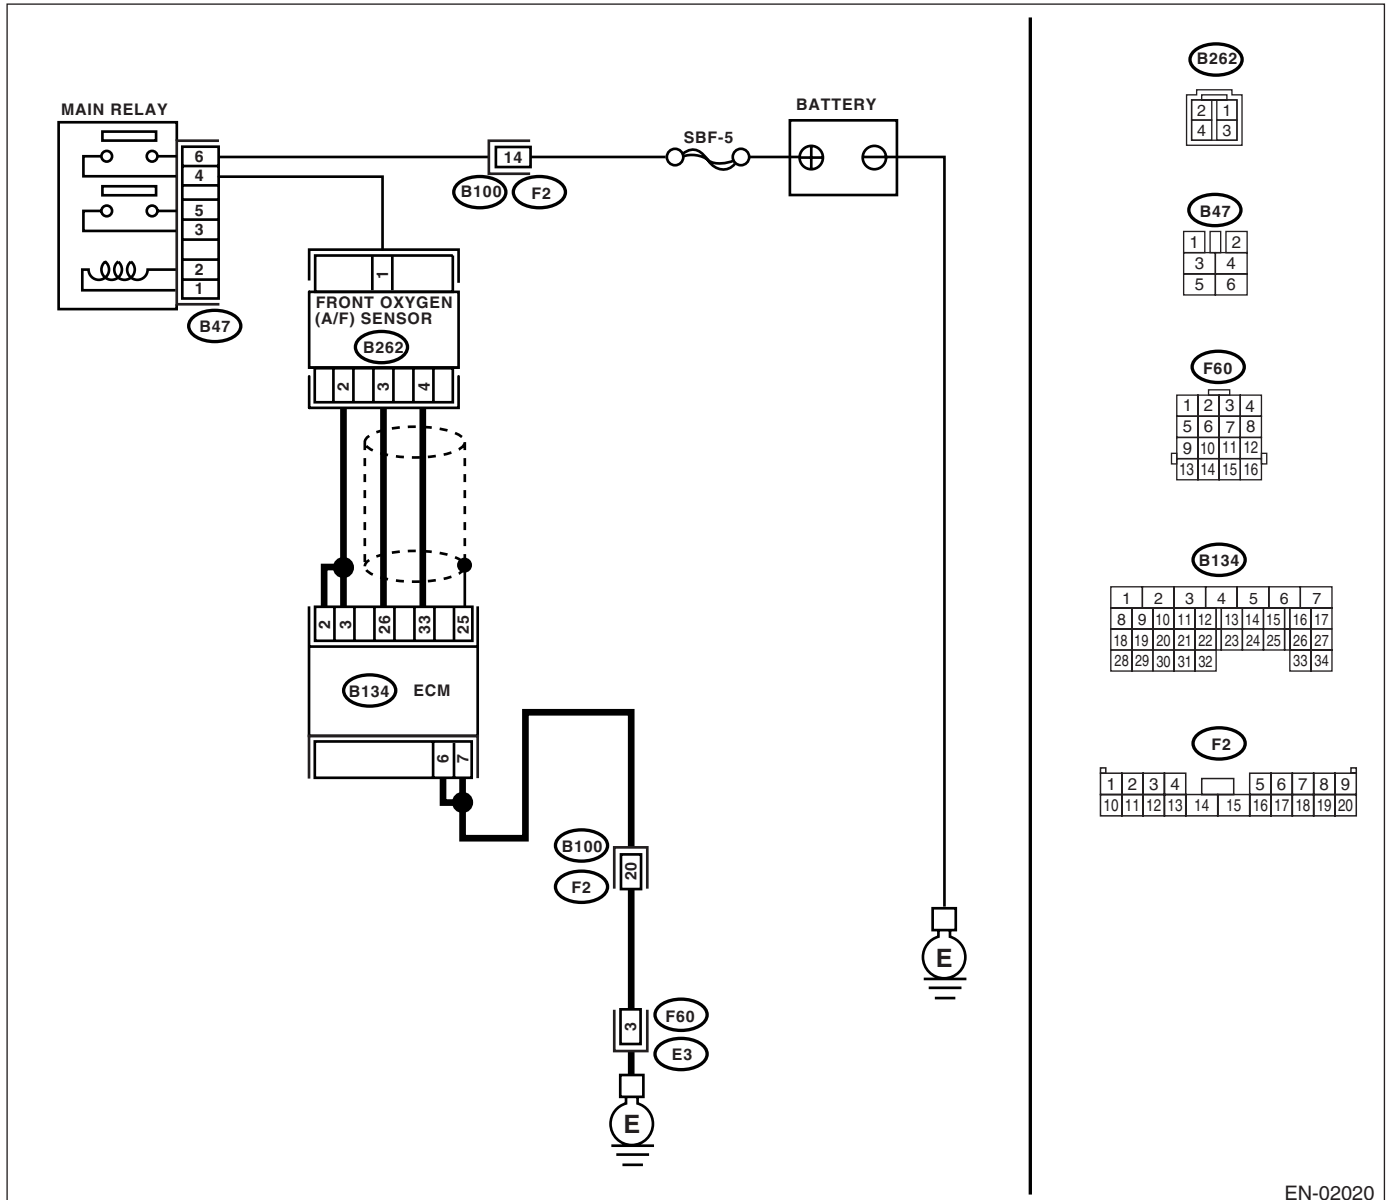 MAIN RELAY
6
4
5
3
2
1
B47
14
B100 F2
SBF-5
BATTERY
1
FRONT OXYGEN
(A/F) SENSOR
B262
2 3 4
2 3 26 33 25
B134 ECM
6 7
B100
F2
20
3
F60
E3
E
E
B262
2 1
4 3
B47
1 2
3 4
5 6
F60
1 2 3 4
5 6 7 8
9 10 11 12
13 14 15 16
B134
1 2 3 4 5 6 7
8 9 10 11 12 13 14 15 16 17
18 19 20 21 22 23 24 25 26 27
28 29 30 31 32 33 34
F2
1 2 3 4 5 6 7 8 9
10 11 12 13 14 15 16 17 18 19 20
EN-02020